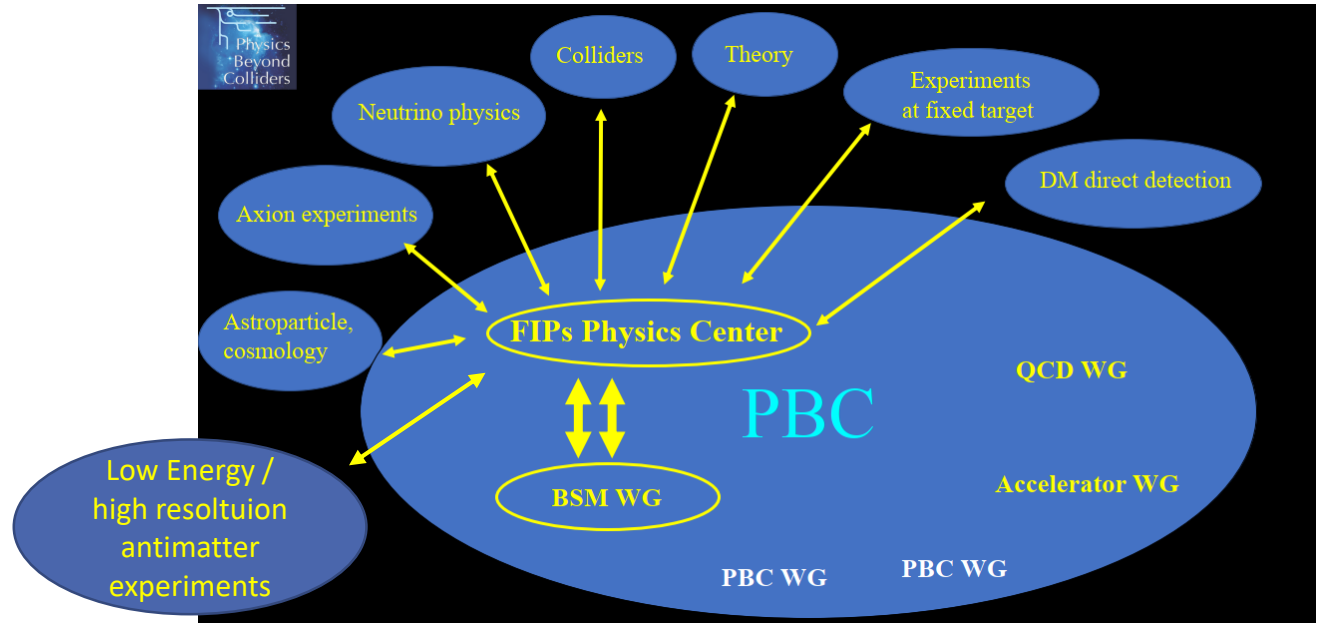 Physics
Beyond
Colliders
Colliders
Theory
Experiments
at fixed target
Neutrino physics
DM direct detection
Axion experiments
Astroparticle,
cosmology
FIPs Physics Center
QCD WG
PBC
Low Energy /
high resoltuion
antimatter
experiments
BSM WG
Accelerator WG
PBC WG
PBC WG